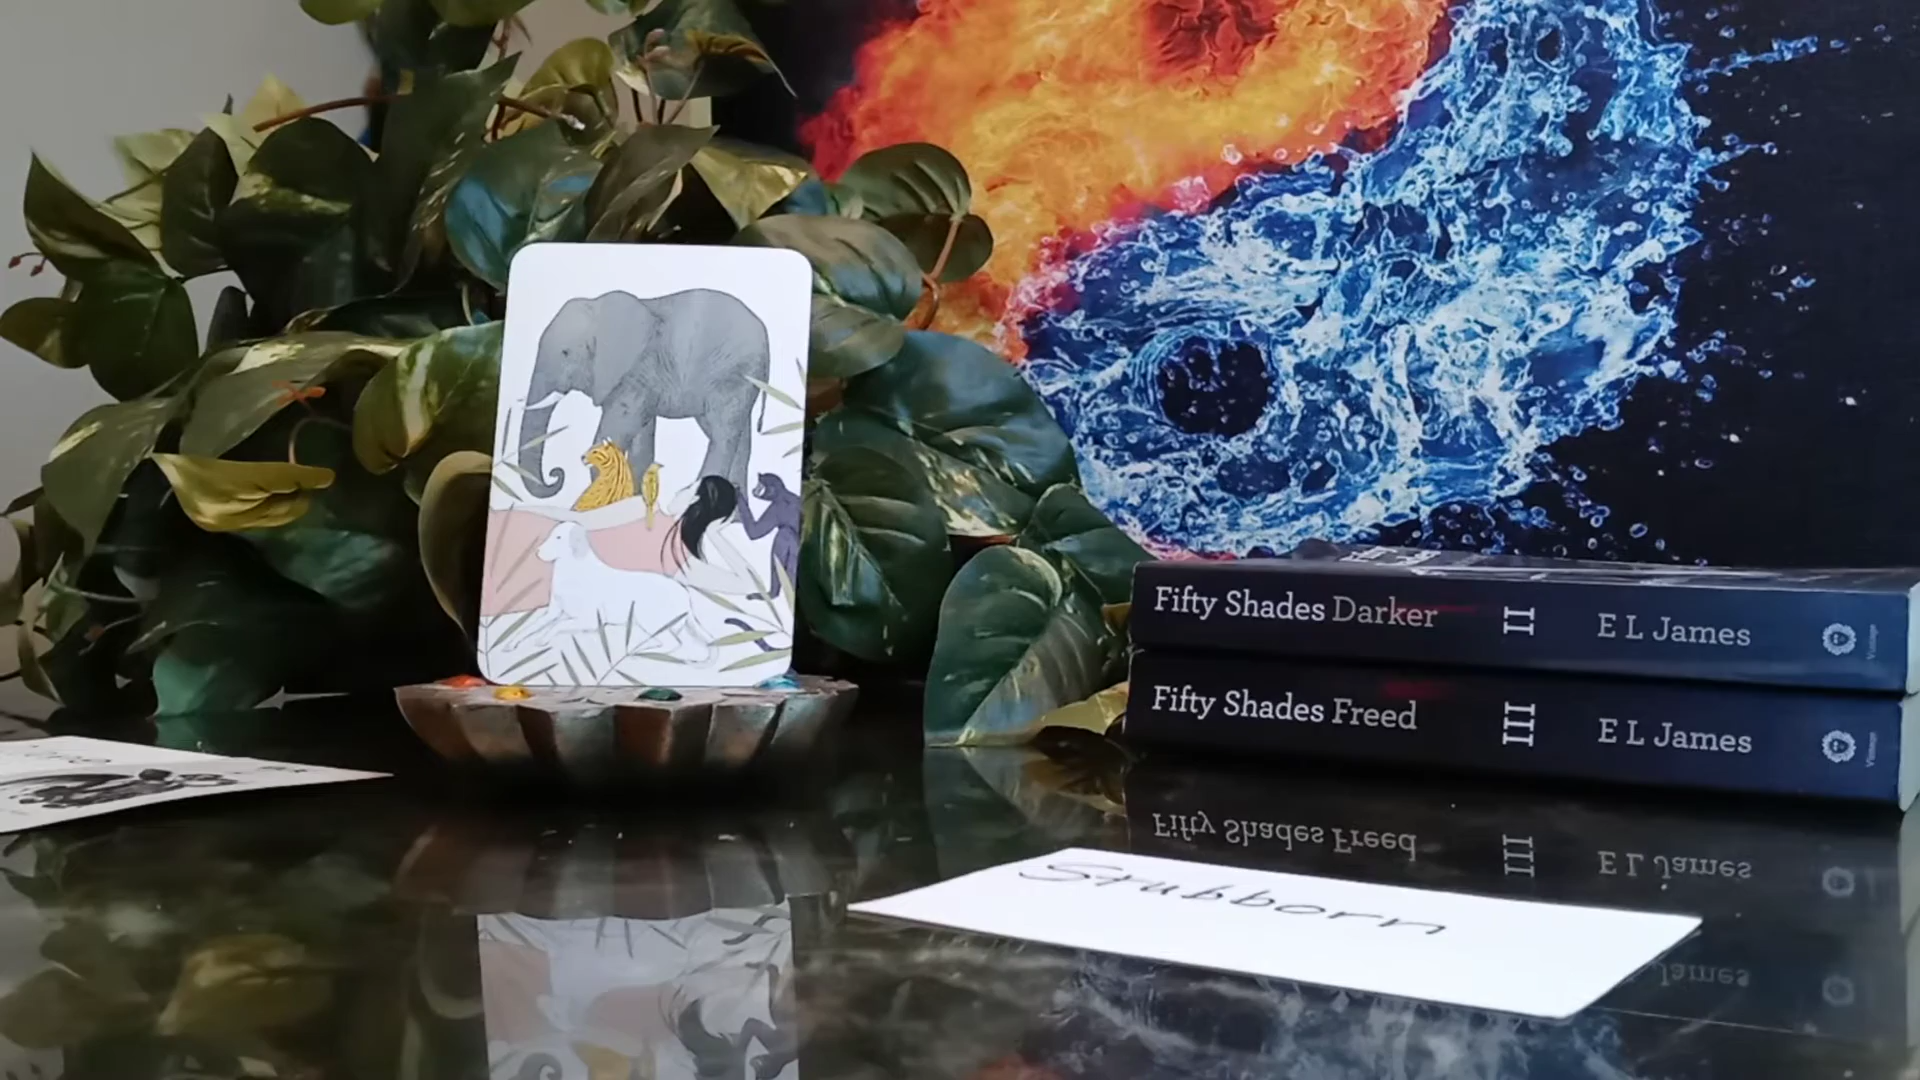 Fifty Shades Darker II E L James
Fifty Shades Freed III E L James
Stubborn